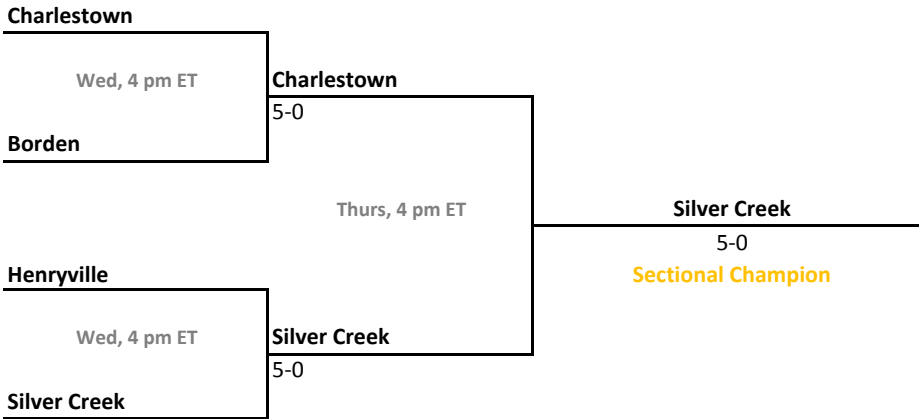 Charlestown
Wed, 4 pm ET
Charlestown
5-0
Borden
Thurs, 4 pm ET
Silver Creek
5-0
Sectional Champion
Henryville
Wed, 4 pm ET
Silver Creek
5-0
Silver Creek